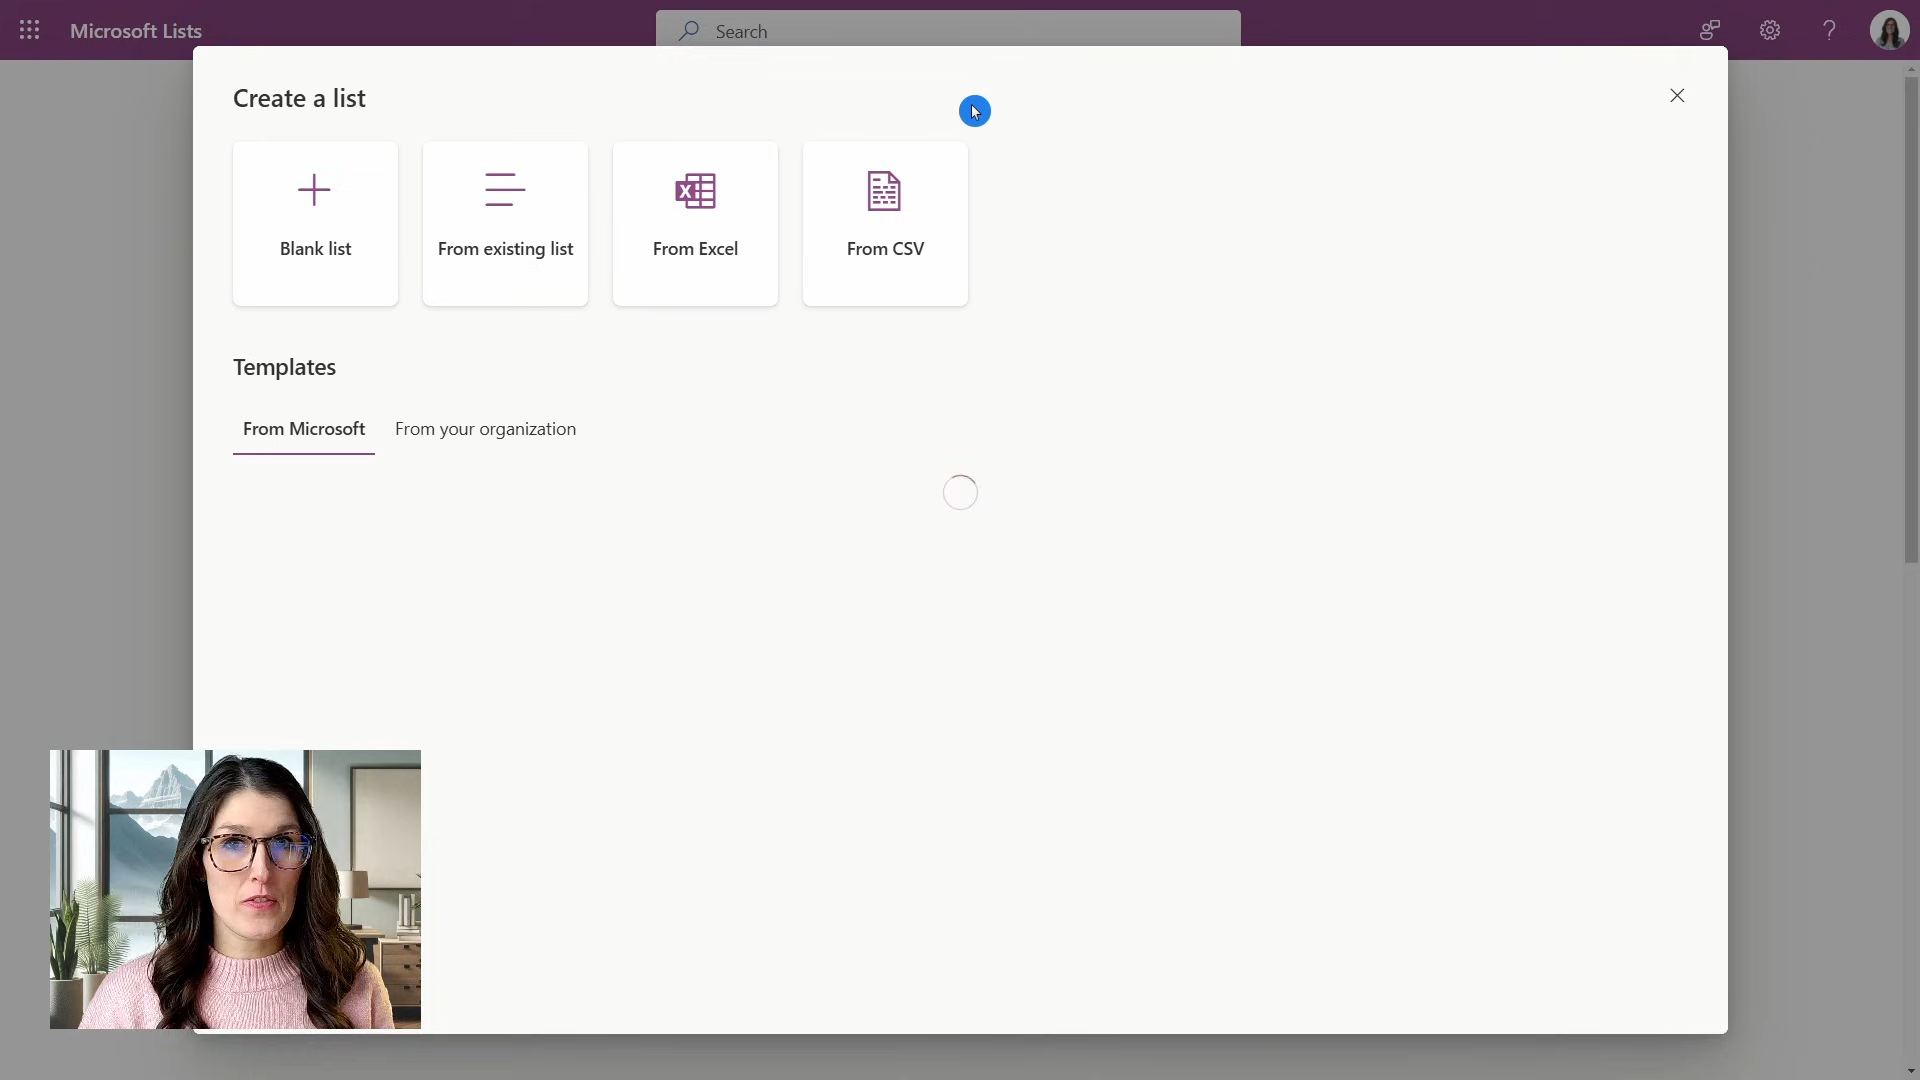 Microsoft Lists
Search
Create a list
Blank list
From existing list
From Excel
From CSV
Templates
From Microsoft
From your organization